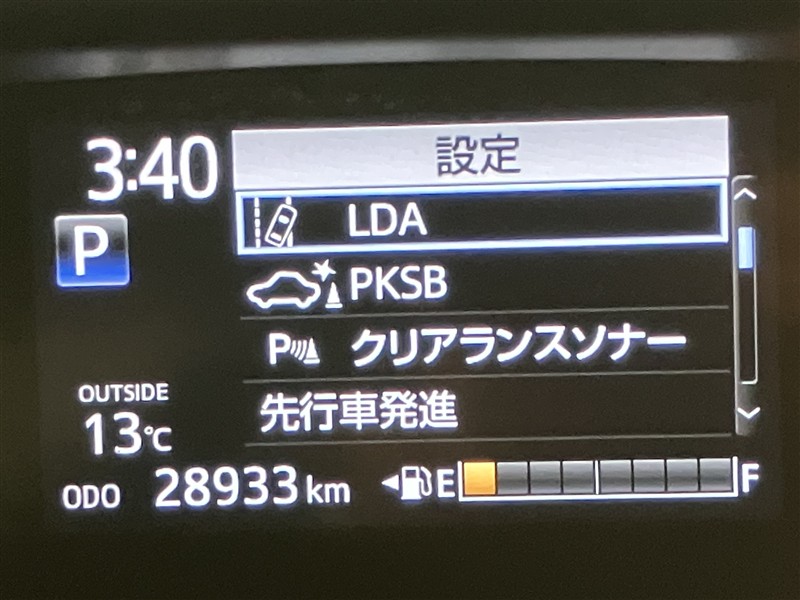 3:40
設定
P
LDA
PKSB
P クリアランスソナー
先行車発進
OUTSIDE
13℃
ODO 28933 km
E F